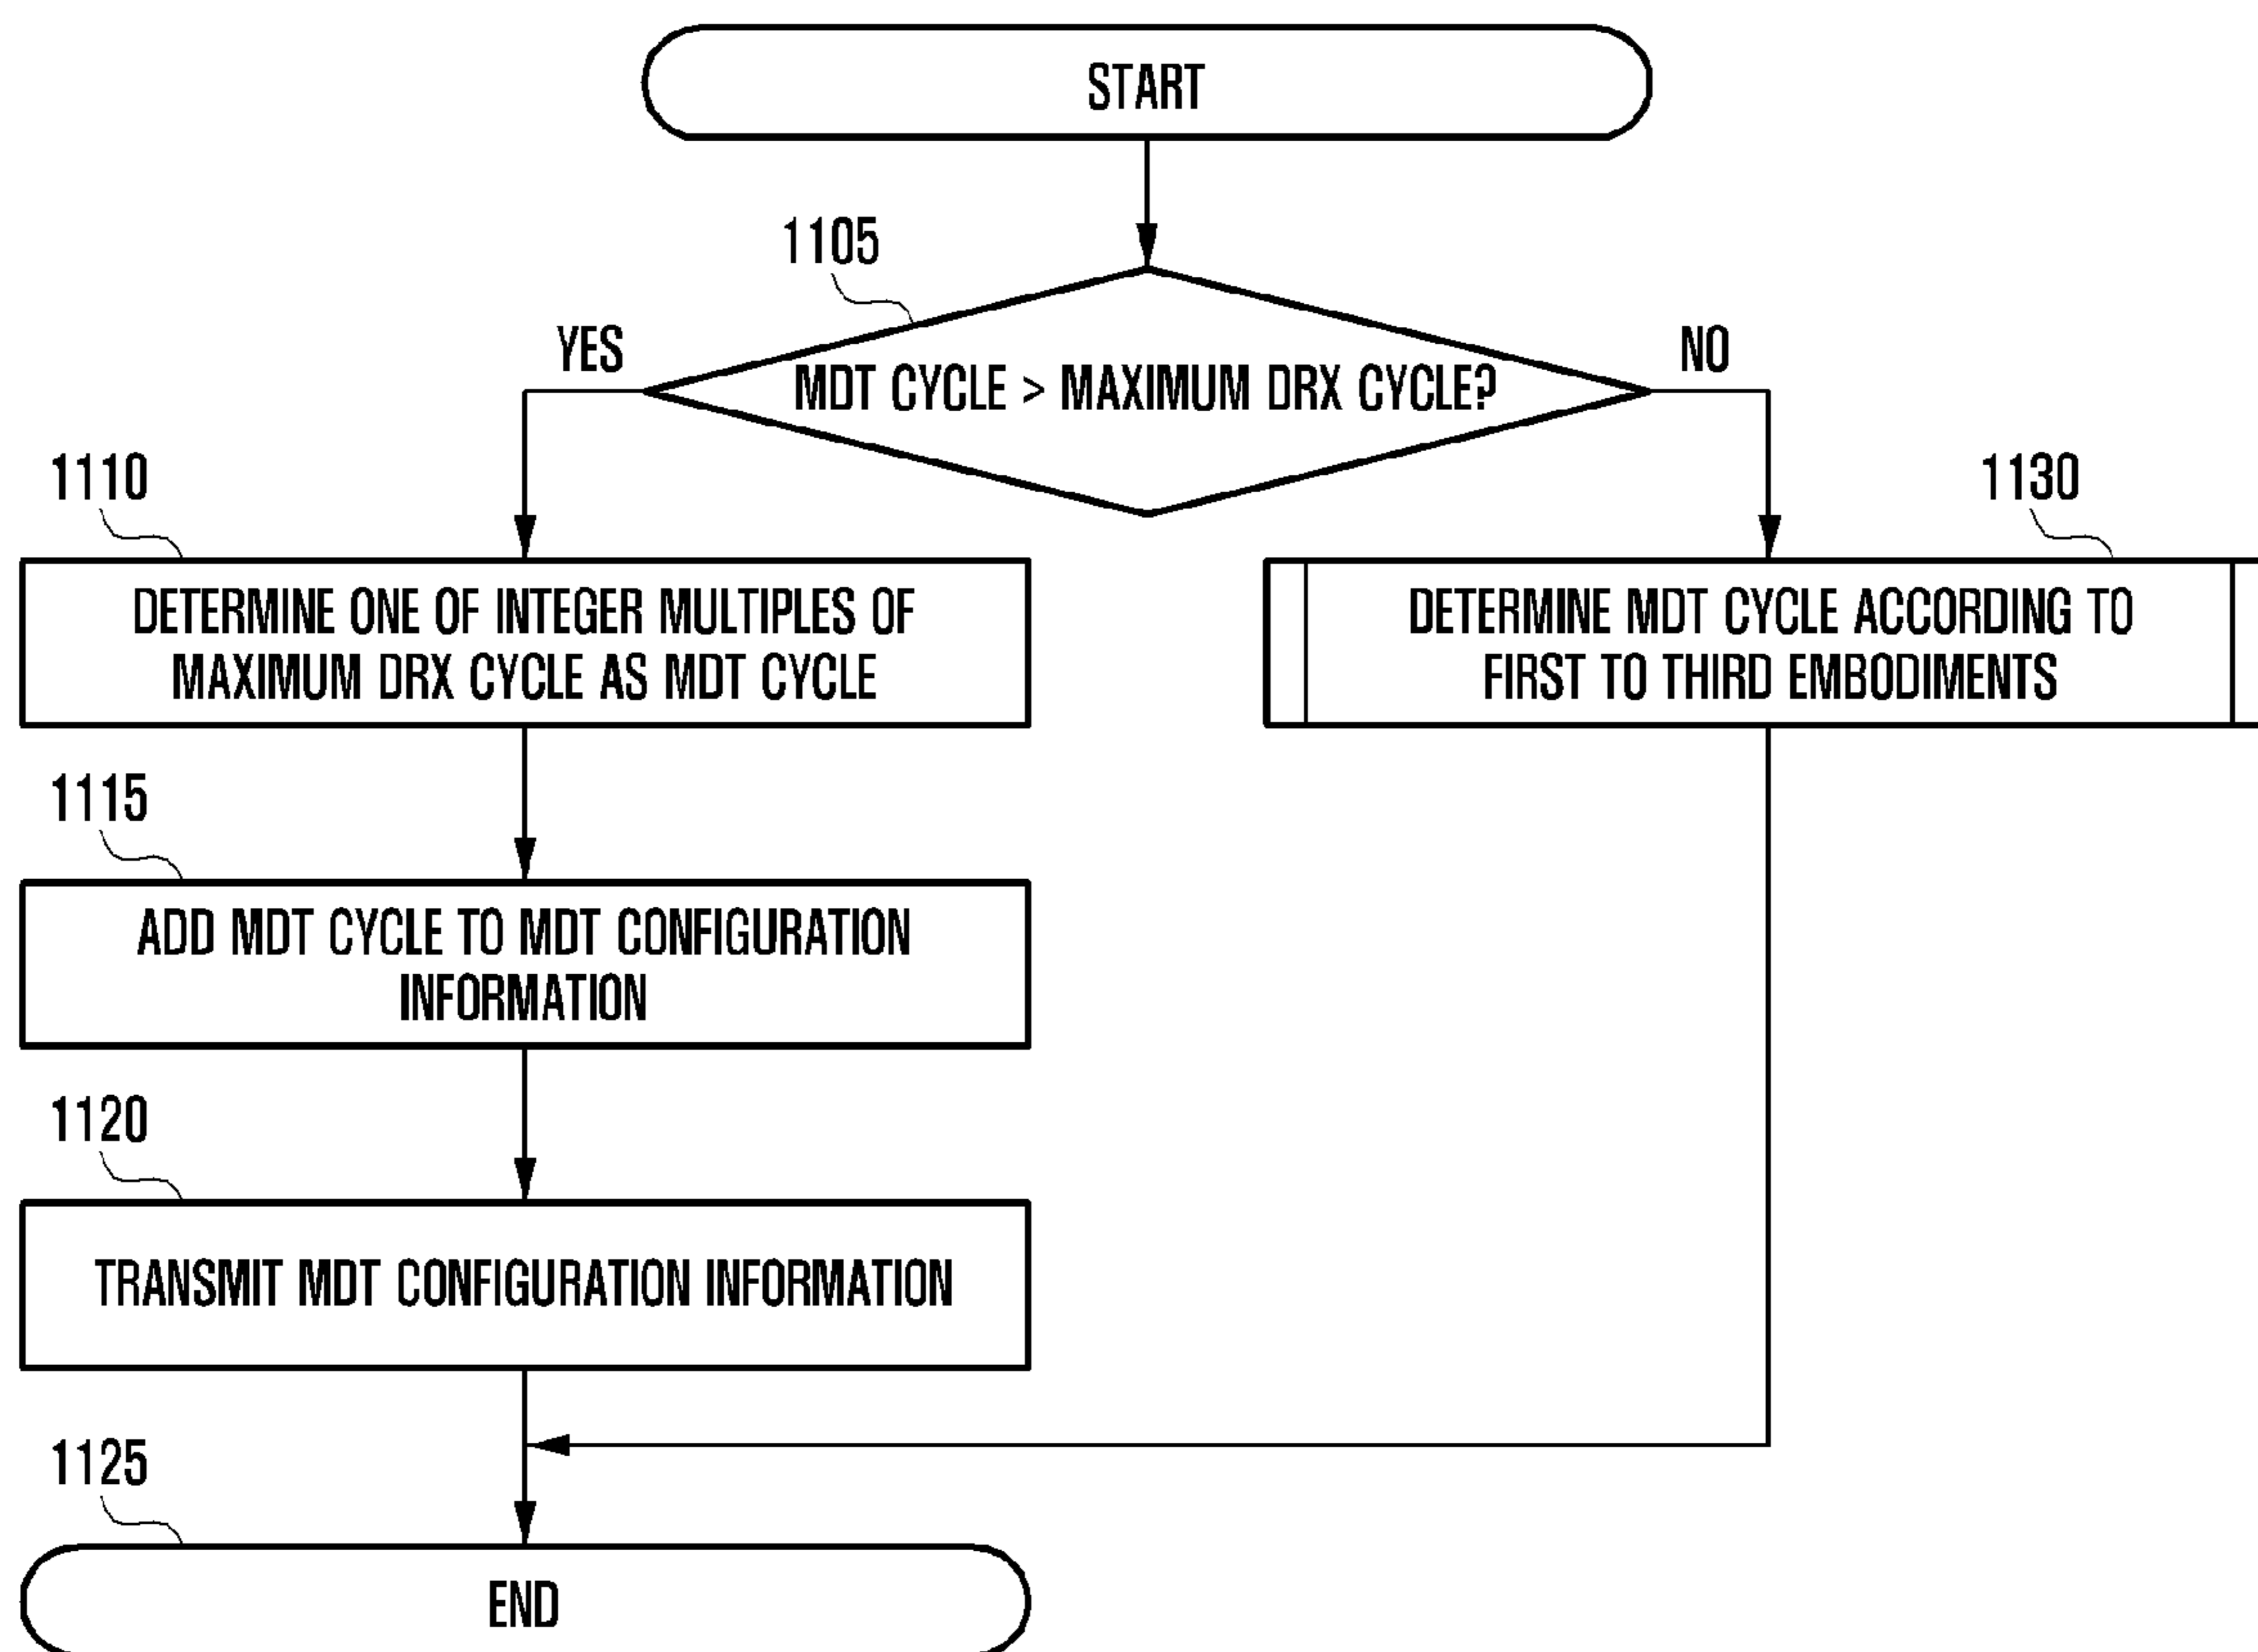 START
1105
YES
MDT CYCLE > MAXIMUM DRX CYCLE?
NO
1110
DETERMINE ONE OF INTEGER MULTIPLES OF
MAXIMUM DRX CYCLE AS MDT CYCLE
1130
DETERMINE MDT CYCLE ACCORDING TO
FIRST TO THIRD EMBODIMENTS
1115
ADD MDT CYCLE TO MDT CONFIGURATION
INFORMATION
1120
TRANSMIT MDT CONFIGURATION INFORMATION
1125
END